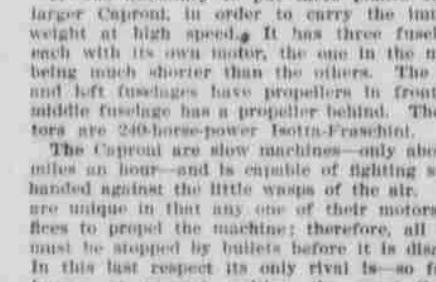 larger Caproni, in order to carry the
weight at high speed. It has three
each with its own motor, the one in the
being much shorter than the others. The
and left fuselages have propellers in front
middle fuselage has a propeller behind. The
tors are 240-horse-power Isotta-Fraschini.
The Caproni are slow machines—only
miles an hour—and is capable of fighting
handed against the little wasps of the air.
are unique in that any one of their motors
fices to propel the machine; therefore, all
must be stopped by bullets before it is
In this last respect its only rival is—so